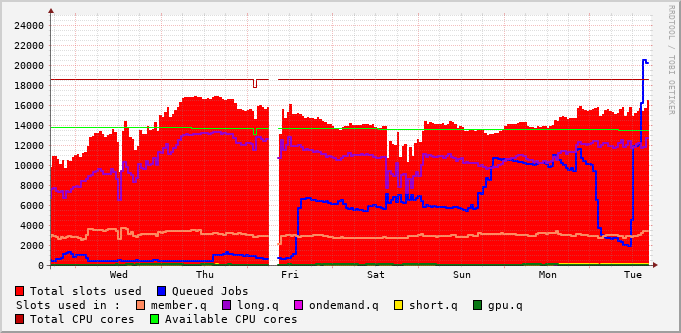 24000
22000
20000
18000
16000
14000
12000
10000
8000
6000
4000
2000
0
Wed Thu Fri Sat Sun Mon Tue
RRDTOOL / TOBI OETIKER
Total slots used Queued Jobs
Slots used in : member.q long.q ondemand.q short.q gpu.q
Total CPU cores Available CPU cores